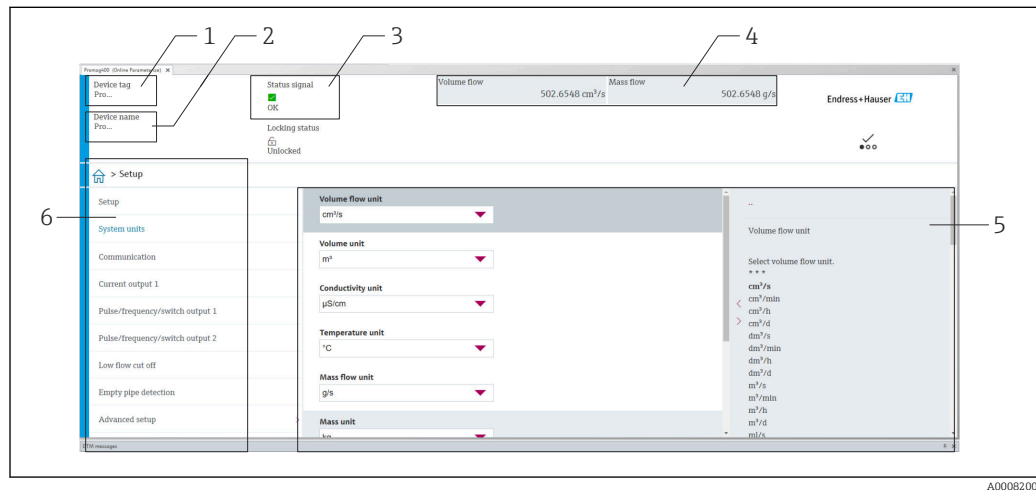 1
2
3
4
Promag400 (Online Parameterize) x
Device tag
Pro...
Status signal
OK
Volume flow
502.6548 cm³/s
Mass flow
502.6548 g/s
Endress+Hauser EH
Device name
Pro...
Locking status
Unlocked
> Setup
5
6
Setup
System units
Communication
Current output 1
Pulse/frequency/switch output 1
Pulse/frequency/switch output 2
Low flow cut off
Empty pipe detection
Advanced setup
Volume flow unit
cm³/s
Volume unit
m³
Conductivity unit
µS/cm
Temperature unit
°C
Mass flow unit
g/s
Mass unit
kg
..
Volume flow unit
Select volume flow unit.
* * *
cm³/s
cm³/min
cm³/h
cm³/d
dm³/s
dm³/min
dm³/h
dm³/d
m³/s
m³/min
m³/h
m³/d
ml/s
DTM messages
A0008200